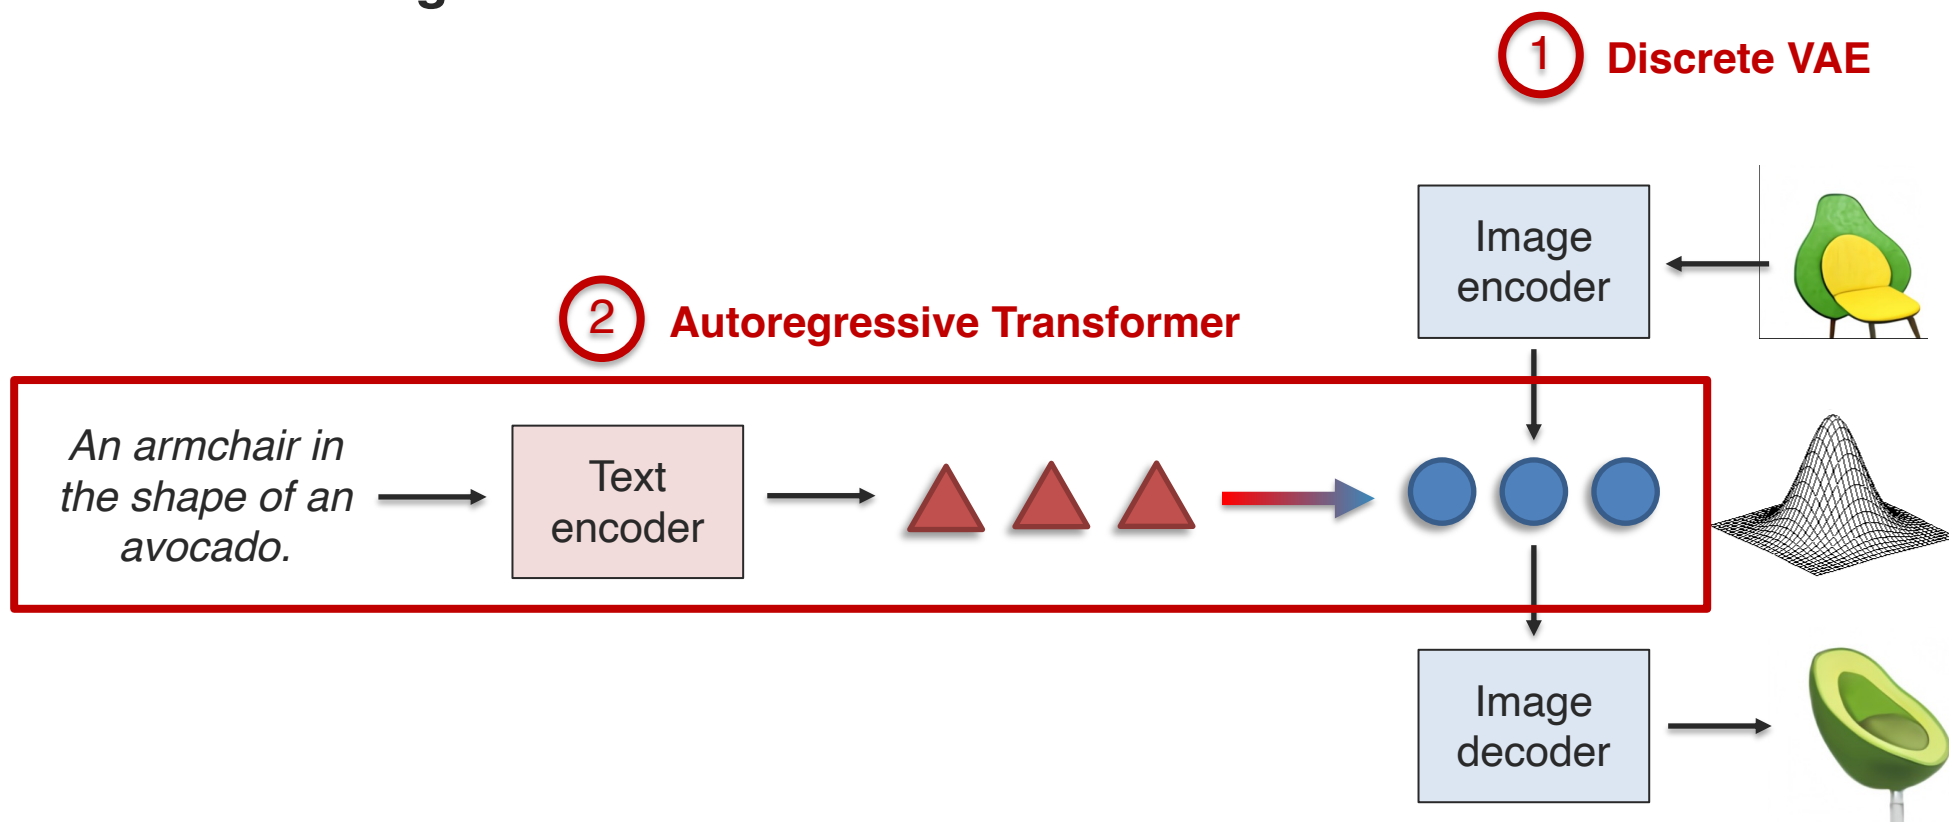 1 Discrete VAE
Image
encoder
2 Autoregressive Transformer
An armchair in
the shape of an
avocado.
Text
encoder
Image
decoder